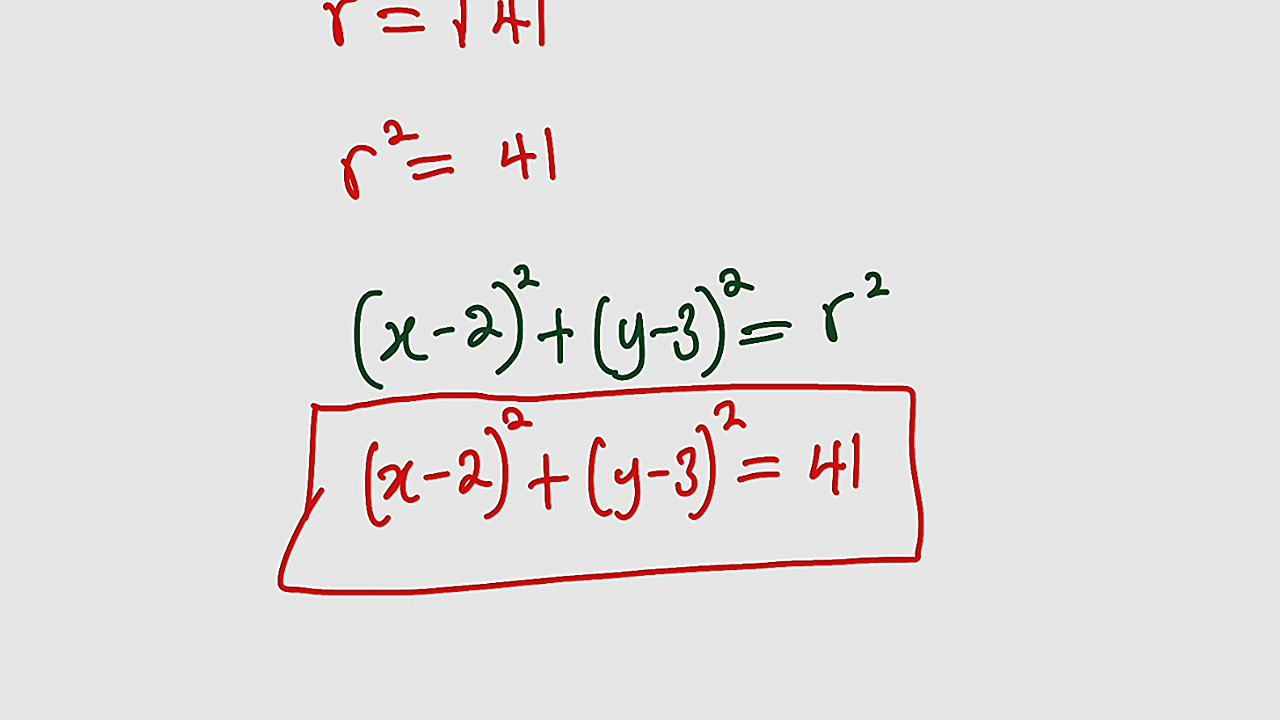 r = √41
r² = 41
(x-2)² + (y-3)² = r²
(x-2)² + (y-3)² = 41